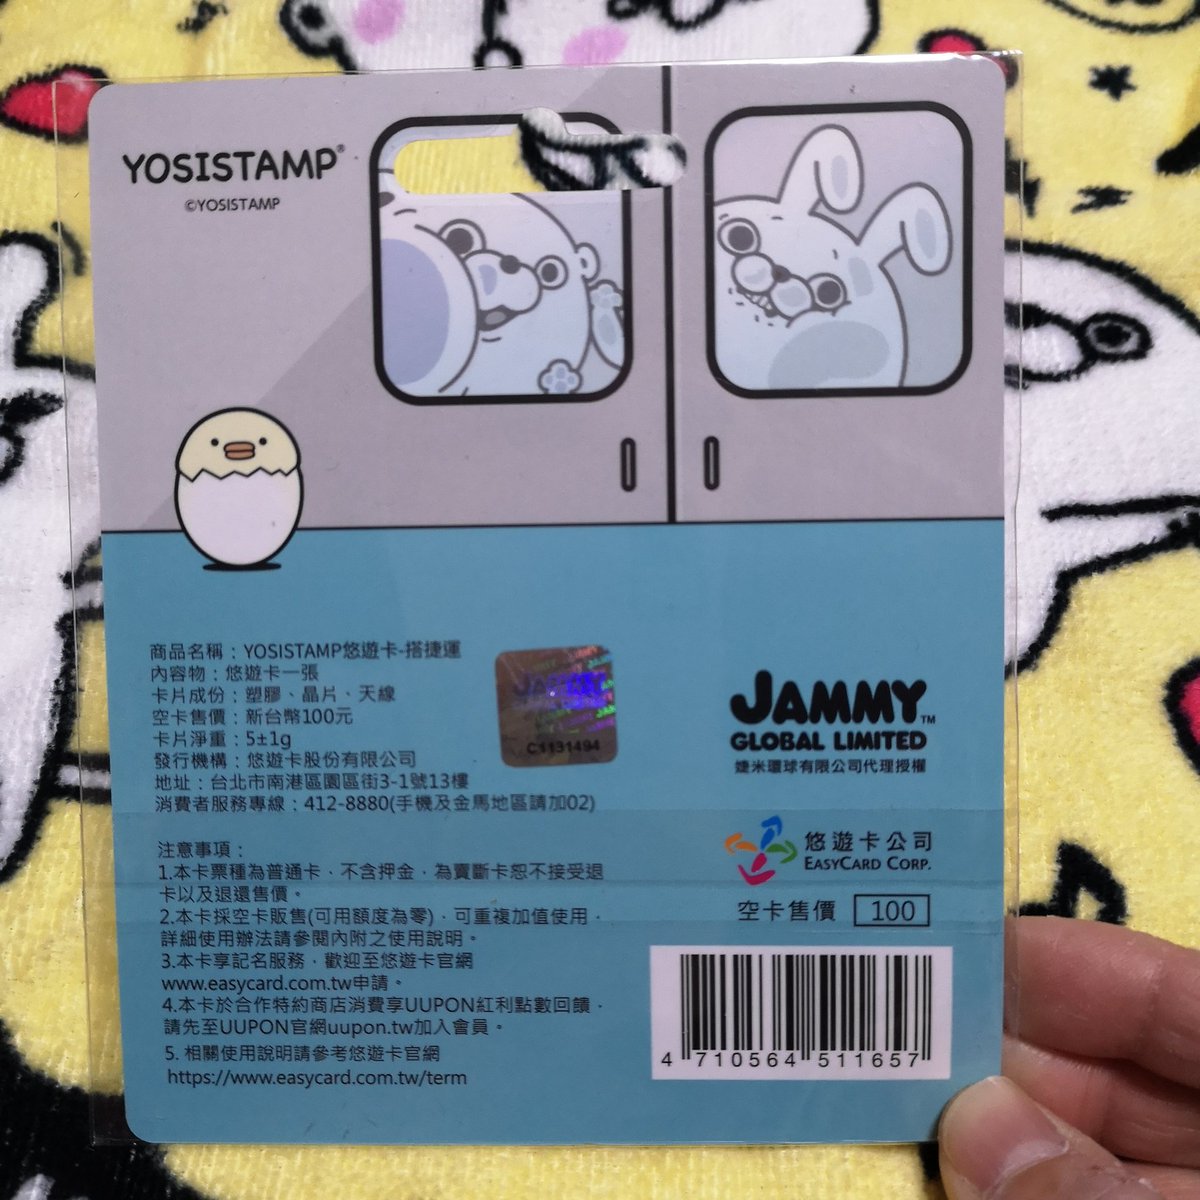 YOSISTAMP®
©YOSISTAMP
商品名稱：YOSISTAMP悠遊卡-搭捷運
內容物：悠遊卡一張
卡片成份：塑膠、晶片、天線
空卡售價：新台幣100元
卡片淨重：5±1g
發行機構：悠遊卡股份有限公司
地址：台北市南港區園區街3-1號13樓
消費者服務專線：412-8880(手機及金馬地區請加02)
C1131494
JAMMY™
GLOBAL LIMITED
婕米環球有限公司代理授權
注意事項：
1.本卡票種為普通卡，不含押金，為賣斷卡恕不接受退
卡以及退還售價。
2.本卡採空卡販售(可用額度為零)，可重複加值使用，
詳細使用辦法請參閱內附之使用說明。
3.本卡享記名服務，歡迎至悠遊卡官網
www.easycard.com.tw申請。
4.本卡於合作特約商店消費享UUPON紅利點數回饋，
請先至UUPON官網uupon.tw加入會員。
5. 相關使用說明請參考悠遊卡官網
https://www.easycard.com.tw/term
悠遊卡公司
EASYCARD CORP.
空卡售價 100
4 710564 511657